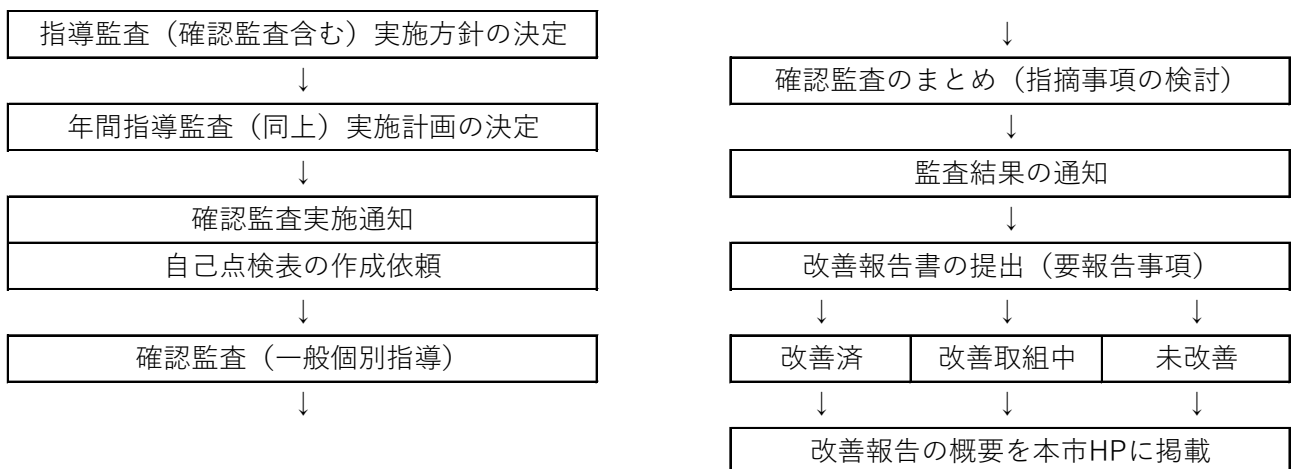 指導監査（確認監査含む）実施方針の決定
↓
年間指導監査（同上）実施計画の決定
↓
確認監査実施通知
自己点検表の作成依頼
↓
確認監査（一般個別指導）
↓
↓
確認監査のまとめ（指摘事項の検討）
↓
監査結果の通知
↓
改善報告書の提出（要報告事項）
↓ ↓ ↓
改善済 改善取組中 未改善
↓ ↓ ↓
改善報告の概要を本市HPに掲載